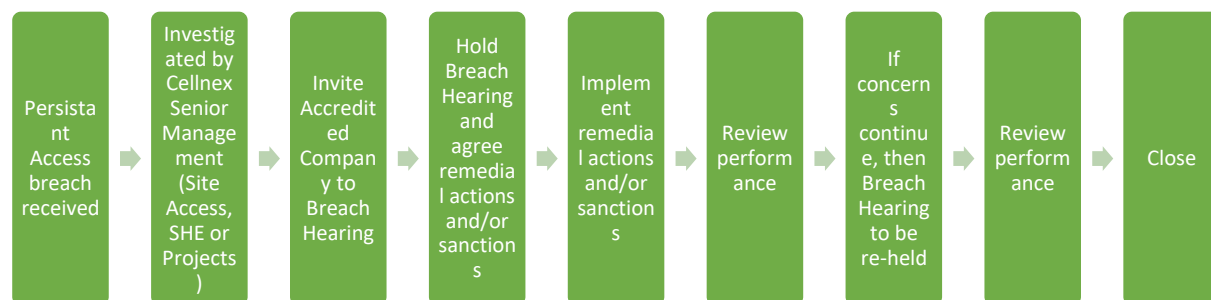 Persista
nt
Access
breach
received
Investig
ated by
Cellnex
Senior
Manage
ment
(Site
Access,
SHE or
Projects
)
Invite
Accredit
ed
Compan
y to
Breach
Hearing
Hold
Breach
Hearing
and
agree
remedia
l actions
and/or
sanction
s
Implem
ent
remedia
l actions
and/or
sanction
s
Review
perform
ance
If
concern
s
continu
e, then
Breach
Hearing
to be
re-held
Review
perform
ance
Close